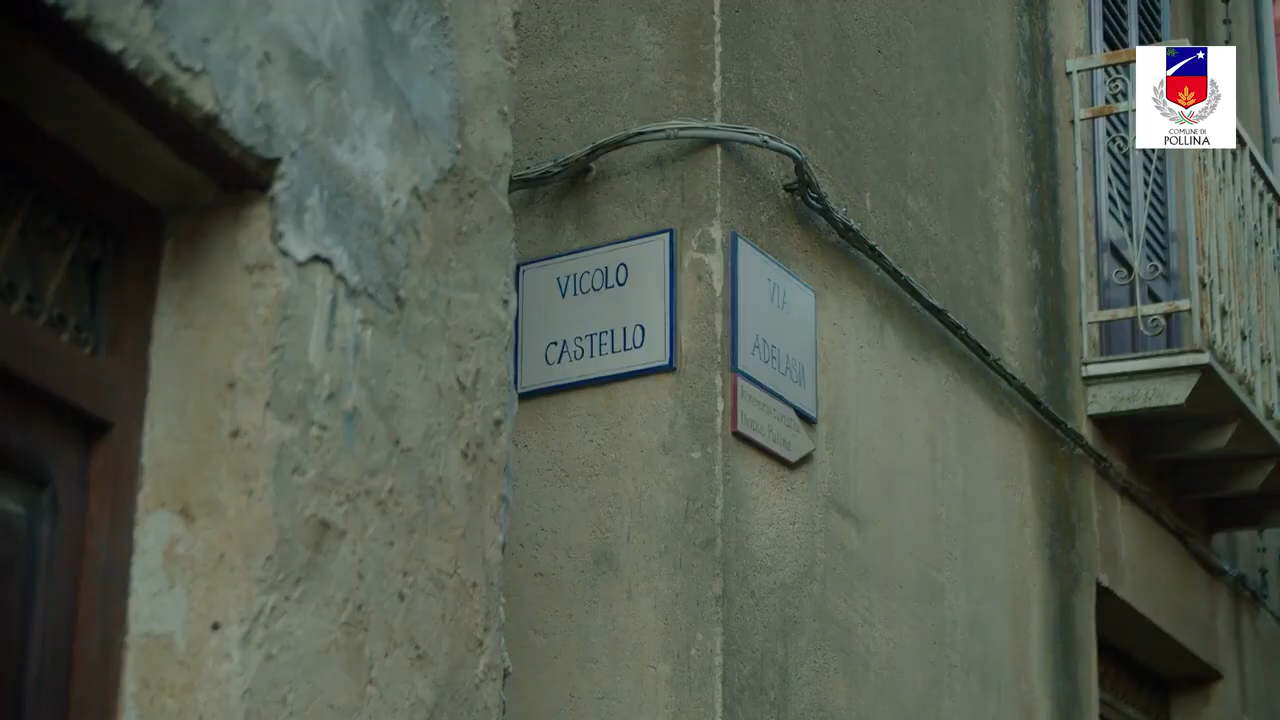 VICOLO
CASTELLO
VIA
ADELASIA
COMUNE DI
POLLINA